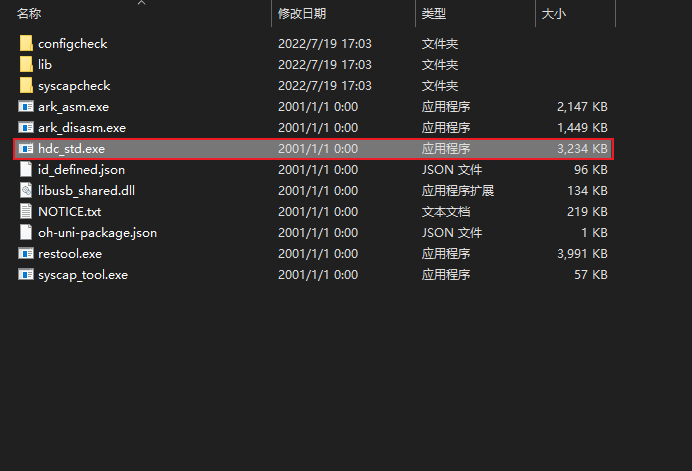 名称 修改日期 类型 大小
configcheck 2022/7/19 17:03 文件夹
lib 2022/7/19 17:03 文件夹
syscapcheck 2022/7/19 17:03 文件夹
ark_asm.exe 2001/1/1 0:00 应用程序 2,147 KB
ark_disasm.exe 2001/1/1 0:00 应用程序 1,449 KB
hdc_std.exe 2001/1/1 0:00 应用程序 3,234 KB
id_defined.json 2001/1/1 0:00 JSON 文件 96 KB
libusb_shared.dll 2001/1/1 0:00 应用程序扩展 134 KB
NOTICE.txt 2001/1/1 0:00 文本文档 219 KB
oh-uni-package.json 2001/1/1 0:00 JSON 文件 1 KB
restool.exe 2001/1/1 0:00 应用程序 3,991 KB
syscap_tool.exe 2001/1/1 0:00 应用程序 57 KB